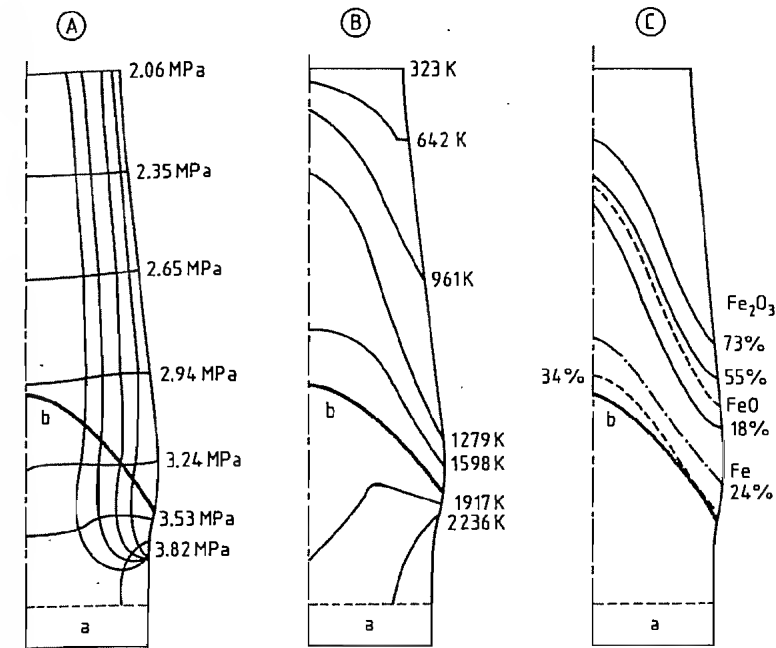 A
2.06 MPa
2.35 MPa
2.65 MPa
2.94 MPa
b
3.24 MPa
3.53 MPa
3.82 MPa
a
B
323 K
642 K
961K
b
1279 K
1598 K
1917 K
2236 K
a
C
Fe2O3
73%
55%
FeO
18%
34%
b
Fe
24%
a